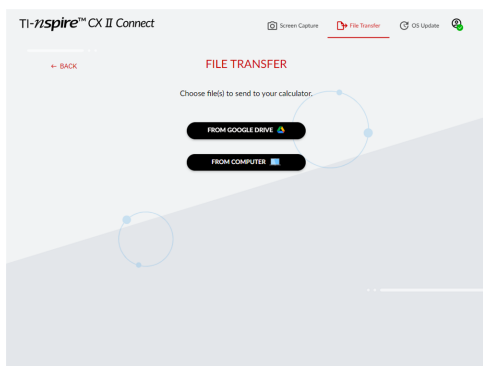 TI-nspire™ CX II Connect
Screen Capture
File Transfer
OS Update
← BACK
FILE TRANSFER
Choose file(s) to send to your calculator.
FROM GOOGLE DRIVE
FROM COMPUTER